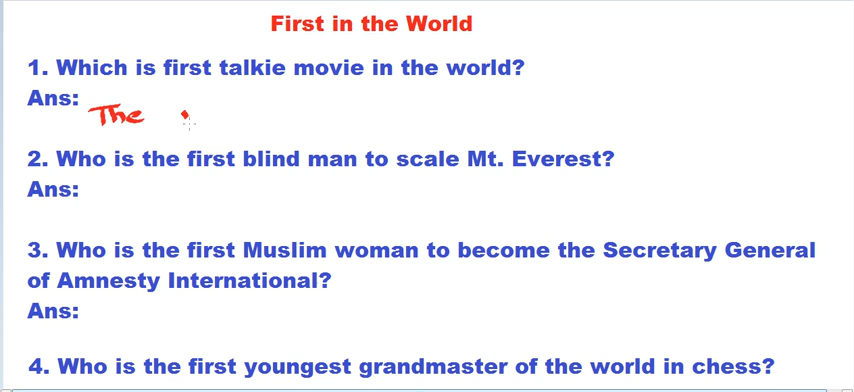 First in the World
1. Which is first talkie movie in the world?
Ans:
The
2. Who is the first blind man to scale Mt. Everest?
Ans:
3. Who is the first Muslim woman to become the Secretary General
of Amnesty International?
Ans:
4. Who is the first youngest grandmaster of the world in chess?